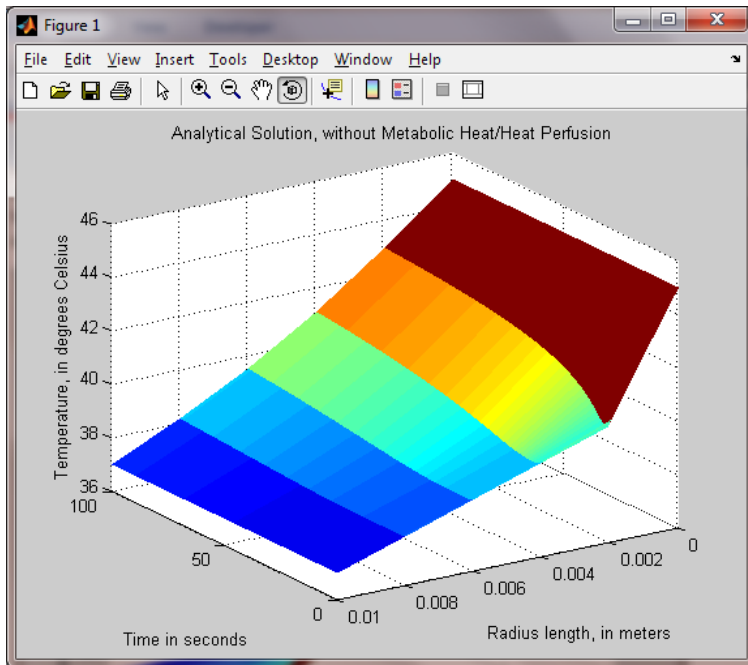 Figure 1
File Edit View Insert Tools Desktop Window Help
Analytical Solution, without Metabolic Heat/Heat Perfusion
Temperature, in degrees Celsius
46
44
42
40
38
36
100
50
0
Time in seconds
0.01
0.008
0.006
0.004
0.002
0
Radius length, in meters